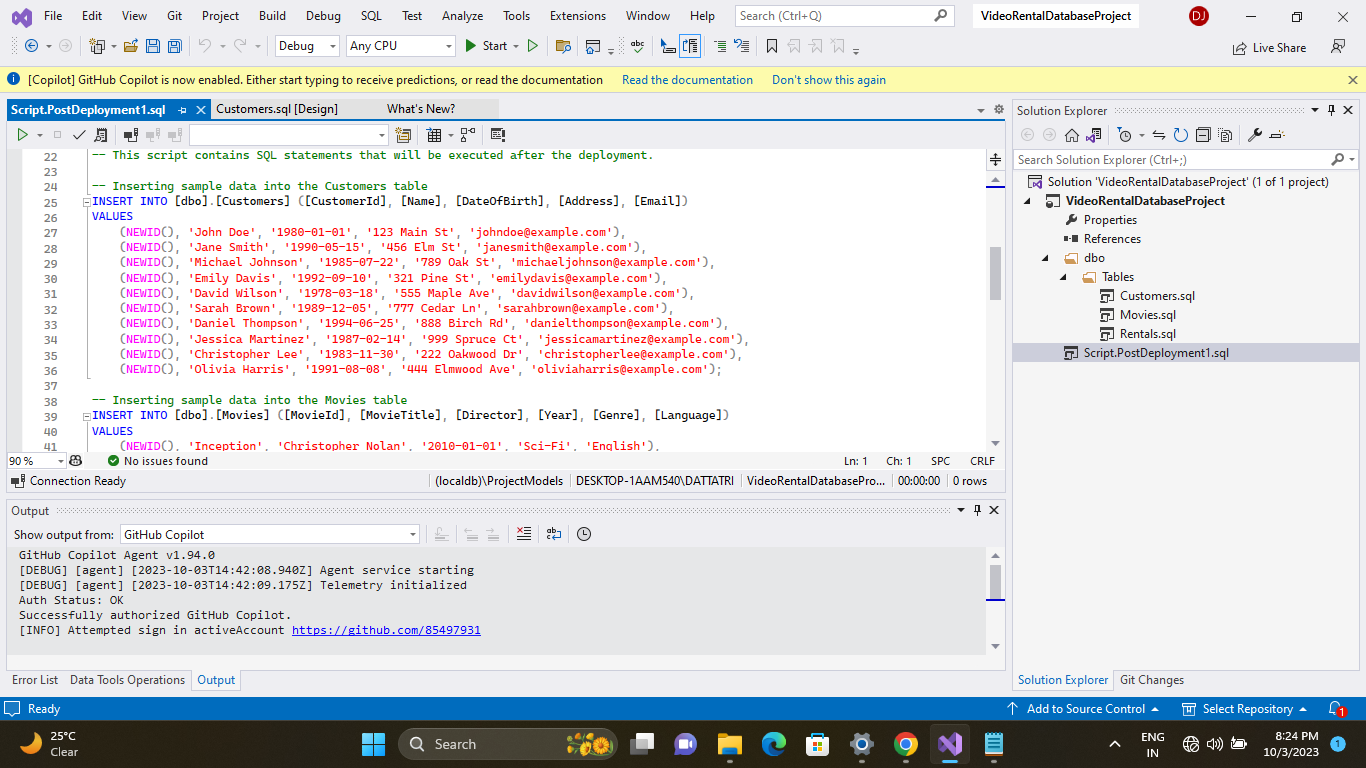 File Edit View Git Project Build Debug SQL Test Analyze Tools Extensions Window Help Search (Ctrl+Q) VideoRentalDatabaseProject DJ
Debug Any CPU Start Live Share
[Copilot] GitHub Copilot is now enabled. Either start typing to receive predictions, or read the documentation Read the documentation Don't show this again
Script.PostDeployment1.sql Customers.sql [Design] What's New?
22 -- This script contains SQL statements that will be executed after the deployment.
23
24 -- Inserting sample data into the Customers table
25 INSERT INTO [dbo].[Customers] ([CustomerId], [Name], [DateOfBirth], [Address], [Email])
26 VALUES
27 (NEWID(), 'John Doe', '1980-01-01', '123 Main St', 'johndoe@example.com'),
28 (NEWID(), 'Jane Smith', '1990-05-15', '456 Elm St', 'janesmith@example.com'),
29 (NEWID(), 'Michael Johnson', '1985-07-22', '789 Oak St', 'michaeljohnson@example.com'),
30 (NEWID(), 'Emily Davis', '1992-09-10', '321 Pine St', 'emilydavis@example.com'),
31 (NEWID(), 'David Wilson', '1978-03-18', '555 Maple Ave', 'davidwilson@example.com'),
32 (NEWID(), 'Sarah Brown', '1989-12-05', '777 Cedar Ln', 'sarahbrown@example.com'),
33 (NEWID(), 'Daniel Thompson', '1994-06-25', '888 Birch Rd', 'danielthompson@example.com'),
34 (NEWID(), 'Jessica Martinez', '1987-02-14', '999 Spruce Ct', 'jessicamartinez@example.com'),
35 (NEWID(), 'Christopher Lee', '1983-11-30', '222 Oakwood Dr', 'christopherlee@example.com'),
36 (NEWID(), 'Olivia Harris', '1991-08-08', '444 Elmwood Ave', 'oliviaharris@example.com');
37
38 -- Inserting sample data into the Movies table
39 INSERT INTO [dbo].[Movies] ([MovieId], [MovieTitle], [Director], [Year], [Genre], [Language])
40 VALUES
41 (NEWID(), 'Inception', 'Christopher Nolan', '2010-01-01', 'Sci-Fi', 'English'),
90 % No issues found Ln: 1 Ch: 1 SPC CRLF
Connection Ready (localdb)\ProjectModels DESKTOP-1AAM540\DATTATRI VideoRentalDatabasePro... 00:00:00 0 rows
Output
Show output from: GitHub Copilot
GitHub Copilot Agent v1.94.0
[DEBUG] [agent] [2023-10-03T14:42:08.940Z] Agent service starting
[DEBUG] [agent] [2023-10-03T14:42:09.175Z] Telemetry initialized
Auth Status: OK
Successfully authorized GitHub Copilot.
[INFO] Attempted sign in activeAccount https://github.com/85497931
Error List Data Tools Operations Output
Solution Explorer
Search Solution Explorer (Ctrl+;)
Solution 'VideoRentalDatabaseProject' (1 of 1 project)
VideoRentalDatabaseProject
Properties
References
dbo
Tables
Customers.sql
Movies.sql
Rentals.sql
Script.PostDeployment1.sql
Solution Explorer Git Changes
Ready Add to Source Control Select Repository 1
25°C
Clear
Search
ENG
IN
8:24 PM
10/3/2023
1